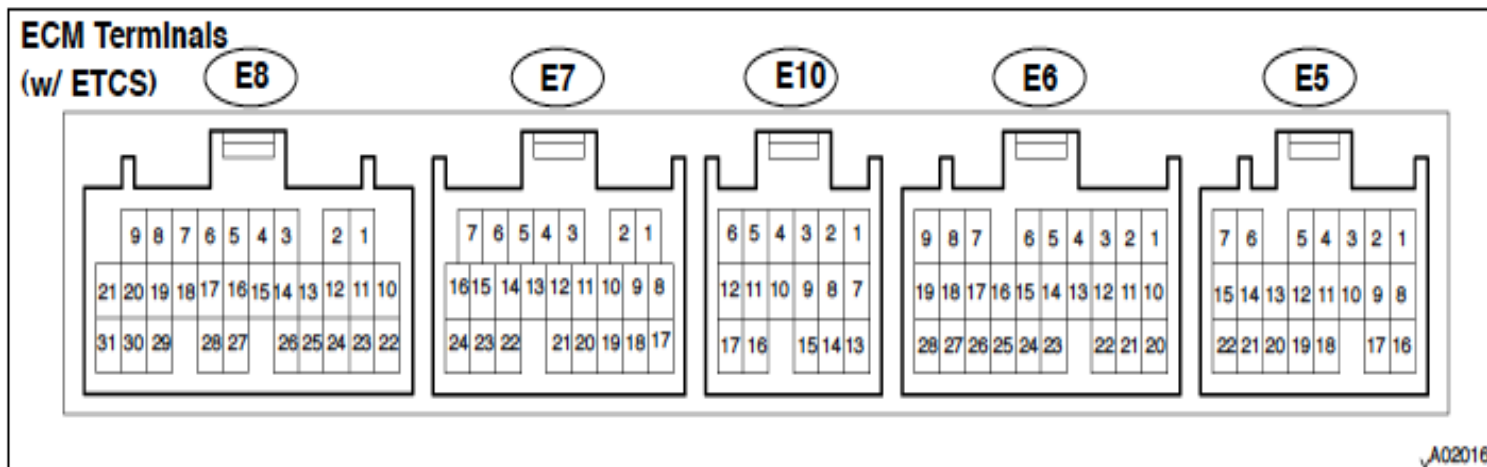 ECM Terminals
(w/ ETCS)
E8 E7 E10 E6 E5
9 8 7 6 5 4 3 2 1 7 6 5 4 3 2 1 6 5 4 3 2 1 9 8 7 6 5 4 3 2 1 7 6 5 4 3 2 1
21 20 19 18 17 16 15 14 13 12 11 10 16 15 14 13 12 11 10 9 8 12 11 10 9 8 7 19 18 17 16 15 14 13 12 11 10 15 14 13 12 11 10 9 8
31 30 29 28 27 26 25 24 23 22 24 23 22 21 20 19 18 17 17 16 15 14 13 28 27 26 25 24 23 22 21 20 22 21 20 19 18 17 16
A02016